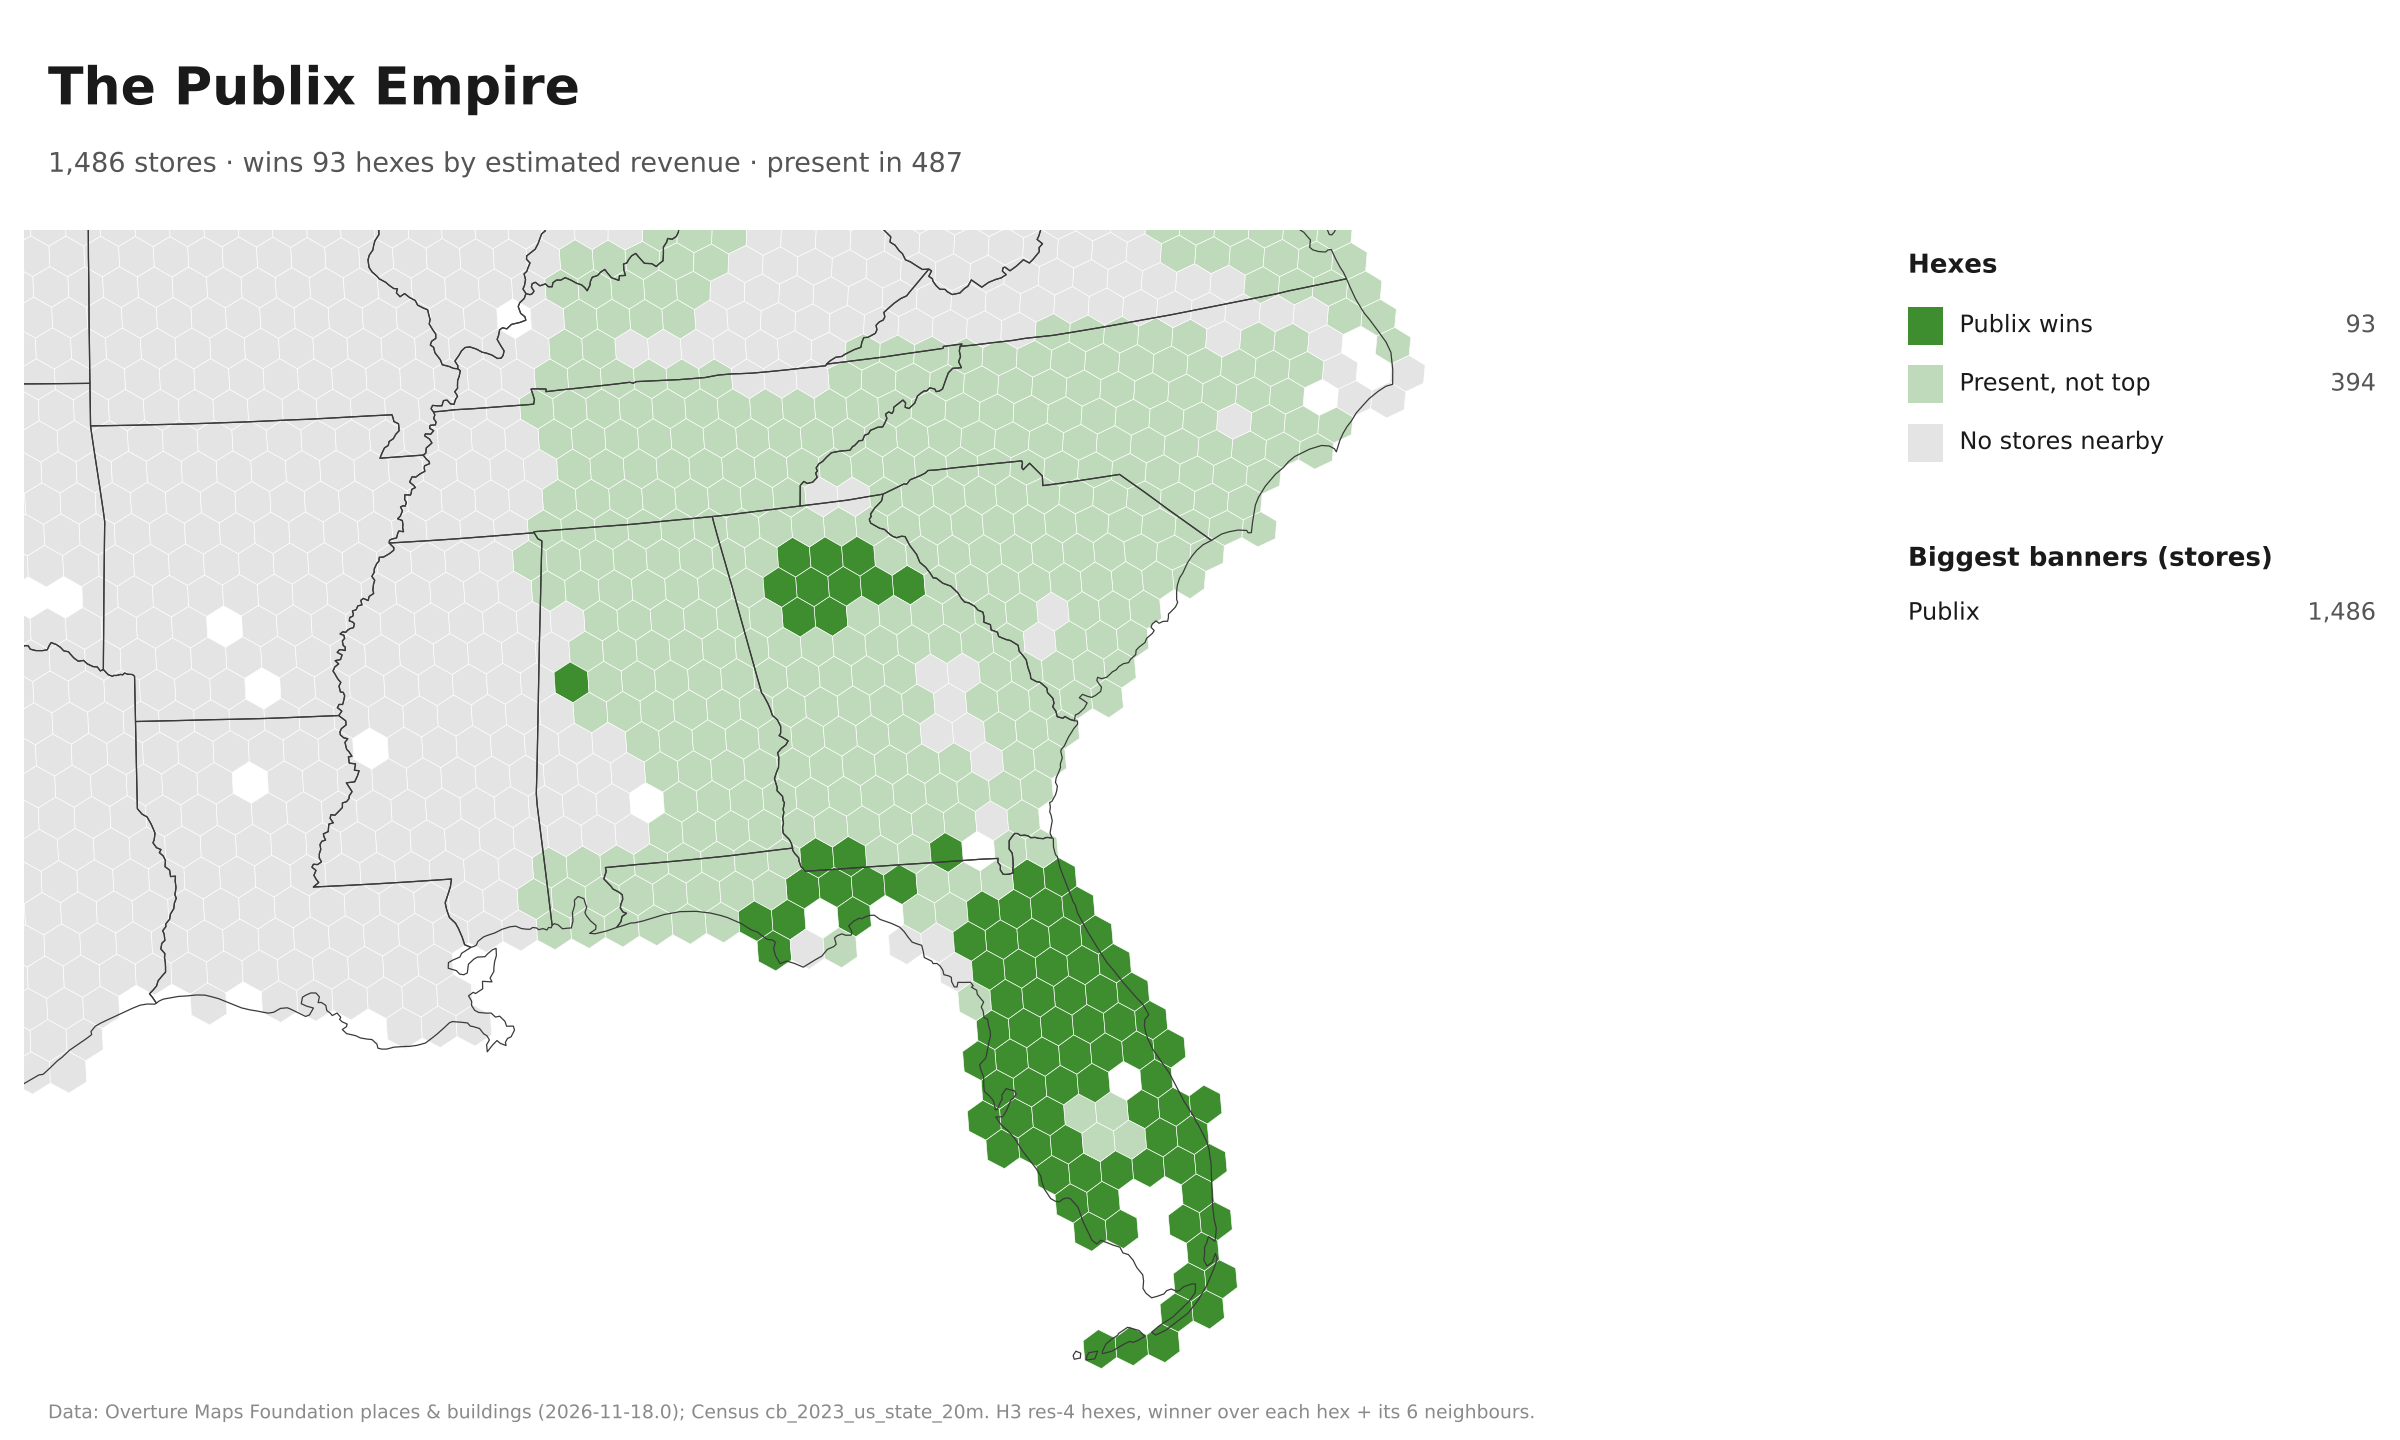 The Publix Empire
1,486 stores · wins 93 hexes by estimated revenue · present in 487
Hexes
Publix wins 93
Present, not top 394
No stores nearby
Biggest banners (stores)
Publix 1,486
Data: Overture Maps Foundation places & buildings (2026-11-18.0); Census cb_2023_us_state_20m. H3 res-4 hexes, winner over each hex + its 6 neighbours.